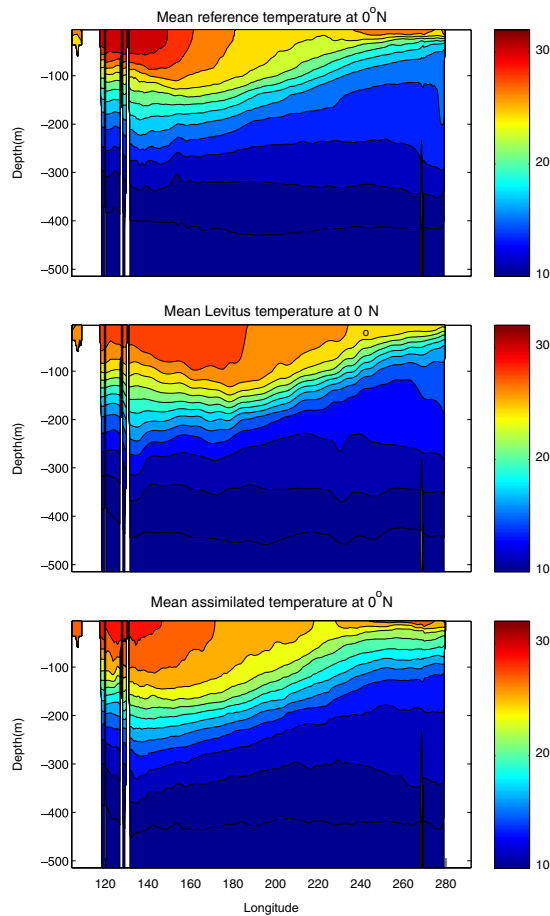 Mean reference temperature at 0°N
Depth(m)
−100
−200
−300
−400
−500
30
20
10
Mean Levitus temperature at 0 N
o
Depth(m)
−100
−200
−300
−400
−500
30
20
10
Mean assimilated temperature at 0°N
Depth(m)
−100
−200
−300
−400
−500
30
20
10
120 140 160 180 200 220 240 260 280
Longitude